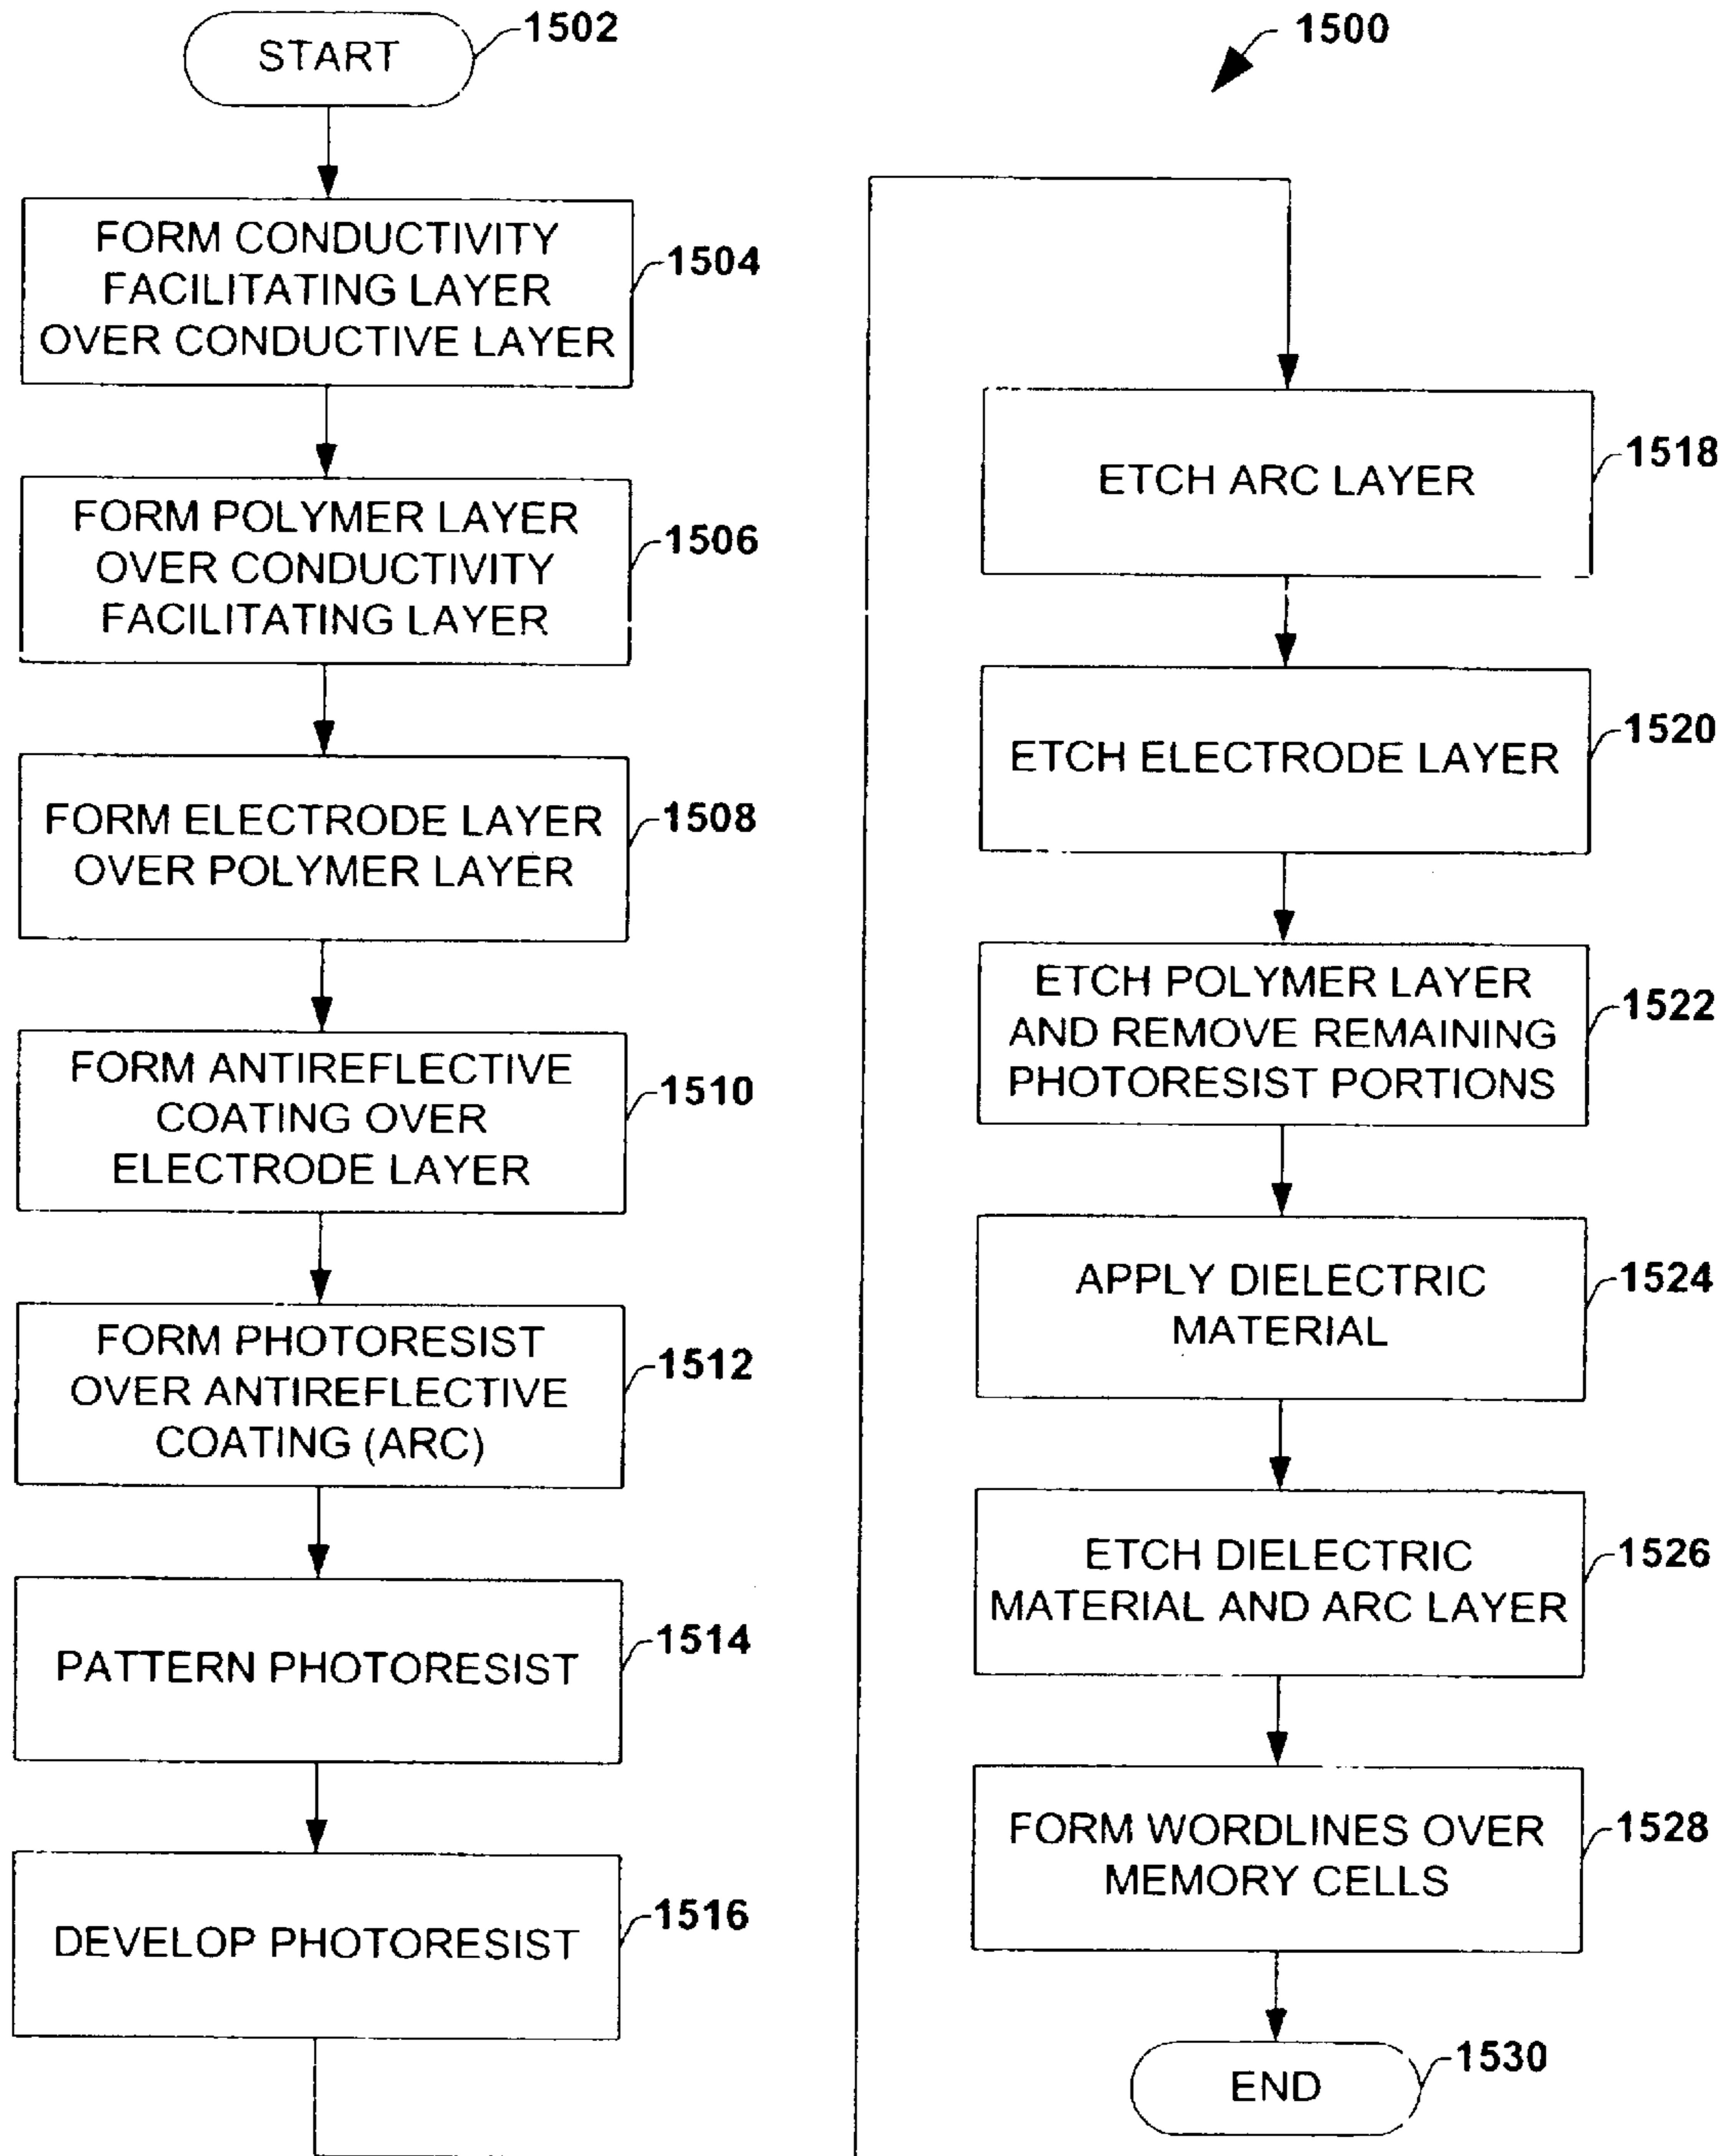 START
1502
FORM CONDUCTIVITY
FACILITATING LAYER
OVER CONDUCTIVE LAYER
1504
FORM POLYMER LAYER
OVER CONDUCTIVITY
FACILITATING LAYER
1506
FORM ELECTRODE LAYER
OVER POLYMER LAYER
1508
FORM ANTIREFLECTIVE
COATING OVER
ELECTRODE LAYER
1510
FORM PHOTORESIST
OVER ANTIREFLECTIVE
COATING (ARC)
1512
PATTERN PHOTORESIST
1514
DEVELOP PHOTORESIST
1516
1500
ETCH ARC LAYER
1518
ETCH ELECTRODE LAYER
1520
ETCH POLYMER LAYER
AND REMOVE REMAINING
PHOTORESIST PORTIONS
1522
APPLY DIELECTRIC
MATERIAL
1524
ETCH DIELECTRIC
MATERIAL AND ARC LAYER
1526
FORM WORDLINES OVER
MEMORY CELLS
1528
END
1530